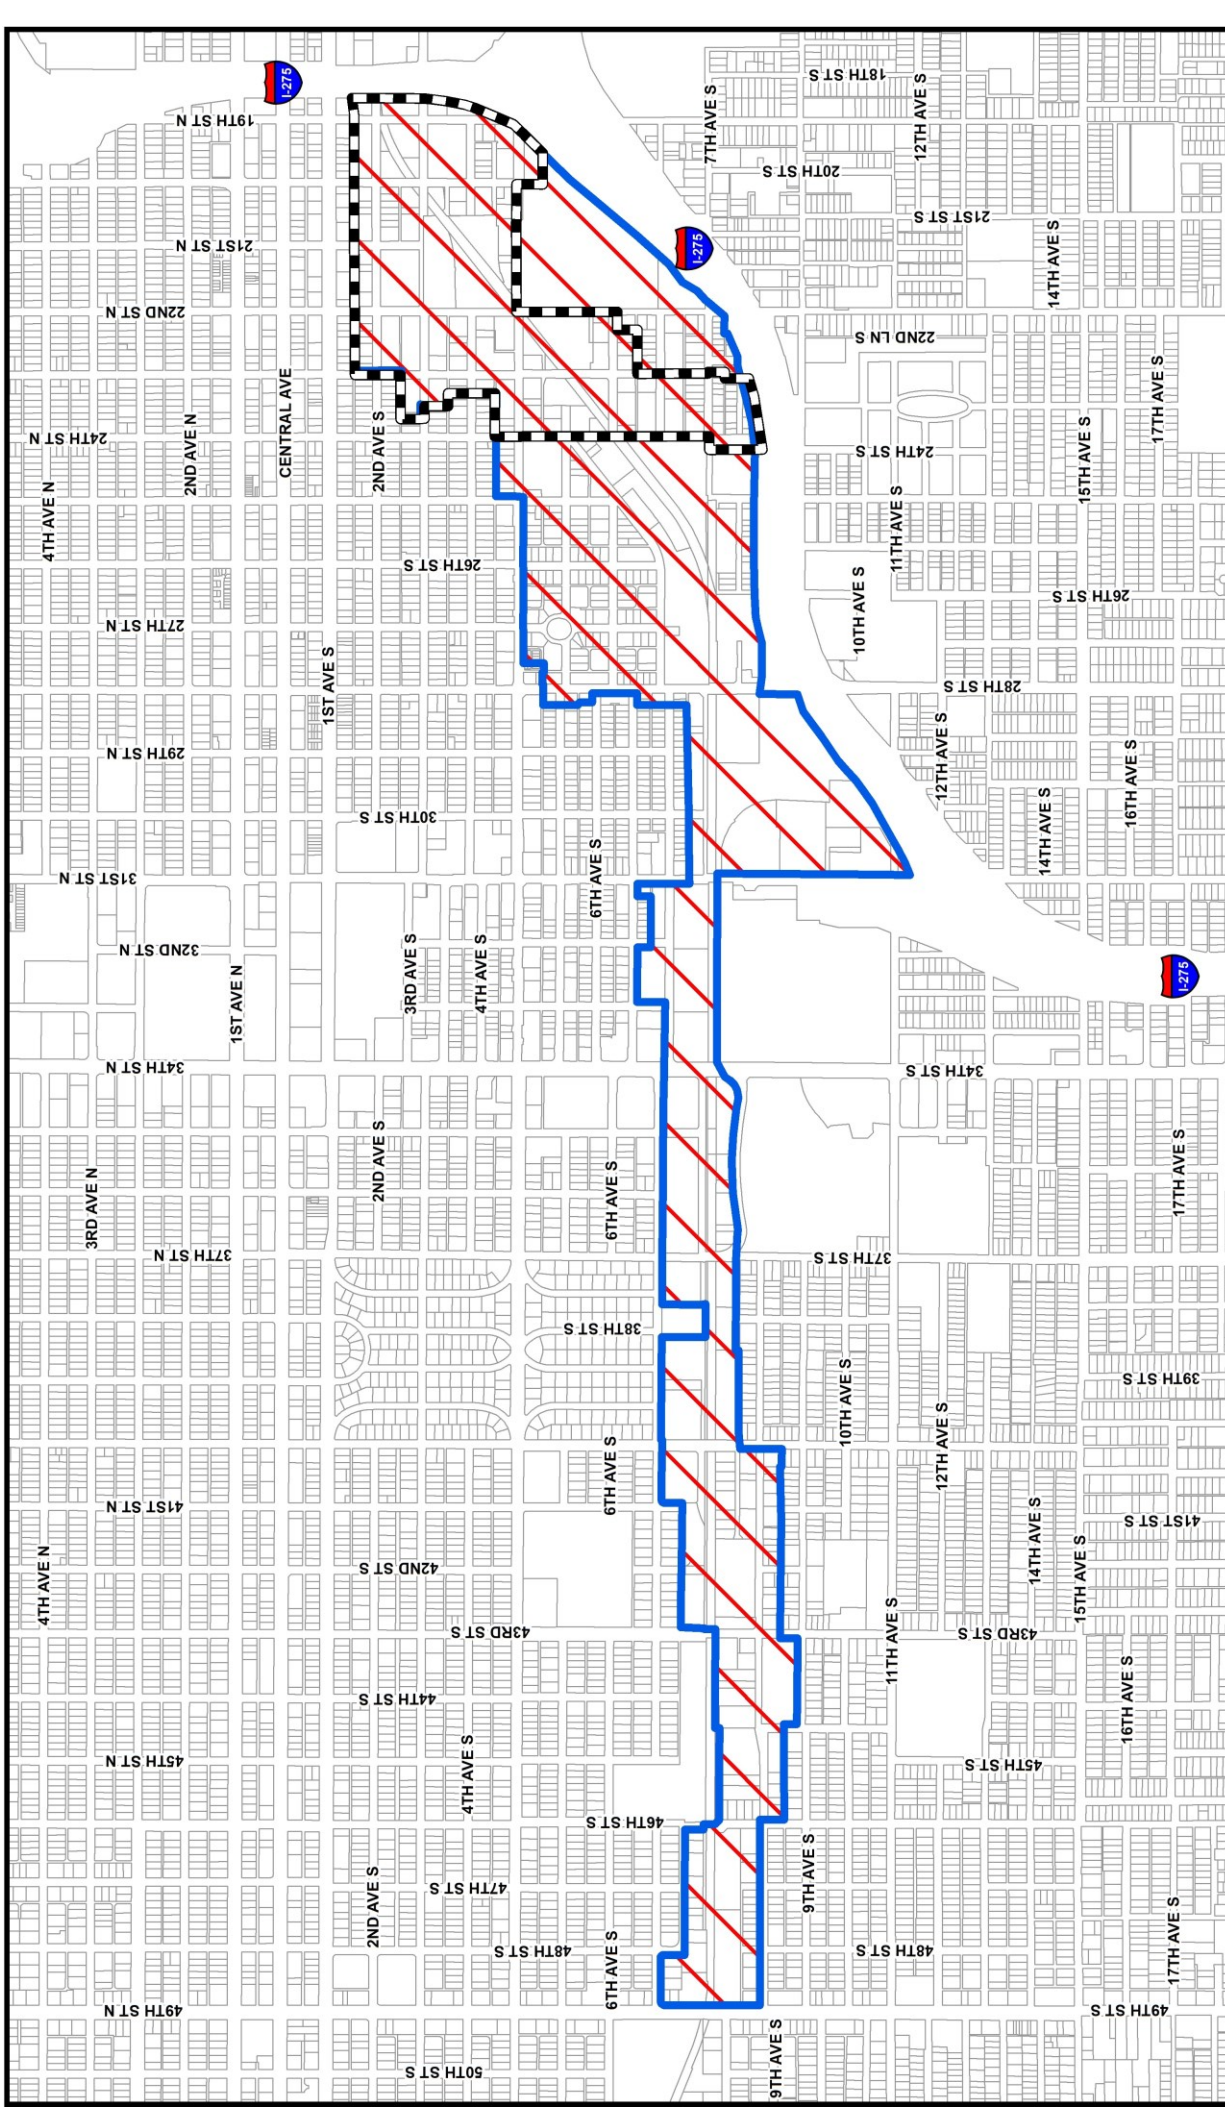 I-275
18TH ST S
19TH ST N
7TH AVE S
12TH AVE S
20TH ST S
21ST ST S
21ST ST N
I-275
14TH AVE S
22ND ST N
22ND LN S
CENTRAL AVE
17TH AVE S
24TH ST N
2ND AVE N
2ND AVE S
24TH ST S
15TH AVE S
4TH AVE N
11TH AVE S
26TH ST S
26TH ST S
10TH AVE S
27TH ST N
1ST AVE S
28TH ST S
29TH ST N
12TH AVE S
16TH AVE S
30TH ST S
14TH AVE S
31ST ST N
6TH AVE S
32ND ST N
3RD AVE S
4TH AVE S
1ST AVE N
I-275
34TH ST N
34TH ST S
2ND AVE S
17TH AVE S
3RD AVE N
6TH AVE S
37TH ST N
37TH ST S
38TH ST S
39TH ST S
10TH AVE S
12TH AVE S
6TH AVE S
41ST ST N
41ST ST S
14TH AVE S
42ND ST S
15TH AVE S
4TH AVE N
43RD ST S
43RD ST S
11TH AVE S
44TH ST S
16TH AVE S
45TH ST N
45TH ST S
4TH AVE S
46TH ST S
9TH AVE S
47TH ST S
2ND AVE S
48TH ST S
48TH ST S
17TH AVE S
6TH AVE S
49TH ST N
49TH ST S
9TH AVE S
50TH ST S